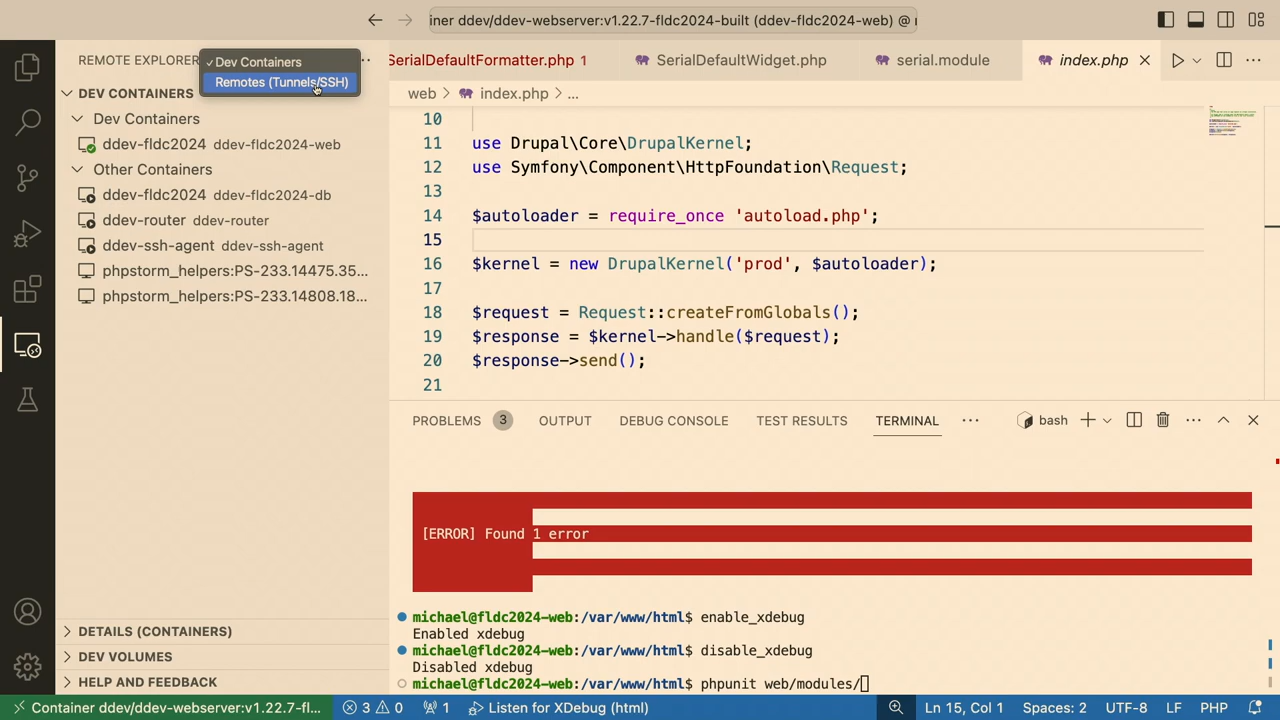 iner ddev/ddev-webserver:v1.22.7-fldc2024-built (ddev-fldc2024-web) @
REMOTE EXPLORER
✓ Dev Containers
Remotes (Tunnels/SSH)
SerialDefaultFormatter.php 1
SerialDefaultWidget.php
serial.module
index.php
DEV CONTAINERS
Dev Containers
ddev-fldc2024 ddev-fldc2024-web
Other Containers
ddev-fldc2024 ddev-fldc2024-db
ddev-router ddev-router
ddev-ssh-agent ddev-ssh-agent
phpstorm_helpers:PS-233.14475.35...
phpstorm_helpers:PS-233.14808.18...
DETAILS (CONTAINERS)
DEV VOLUMES
HELP AND FEEDBACK
web > index.php > ...
10
11 use Drupal\Core\DrupalKernel;
12 use Symfony\Component\HttpFoundation\Request;
13
14 $autoloader = require_once 'autoload.php';
15
16 $kernel = new DrupalKernel('prod', $autoloader);
17
18 $request = Request::createFromGlobals();
19 $response = $kernel->handle($request);
20 $response->send();
21
PROBLEMS 3 OUTPUT DEBUG CONSOLE TEST RESULTS TERMINAL ... bash
[ERROR] Found 1 error
michael@fldc2024-web:/var/www/html$ enable_xdebug
Enabled xdebug
michael@fldc2024-web:/var/www/html$ disable_xdebug
Disabled xdebug
michael@fldc2024-web:/var/www/html$ phpunit web/modules/
Container ddev/ddev-webserver:v1.22.7-fl... 3 0 1 Listen for XDebug (html) Ln 15, Col 1 Spaces: 2 UTF-8 LF PHP